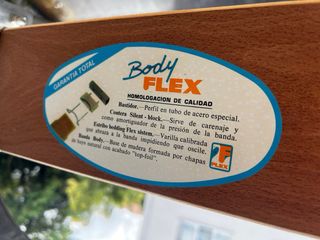 GARANTIA TOTAL
Body
FLEX
HOMOLOGACION DE CALIDAD
Bastidor.—Perfil en tubo de acero especial.
Contera Silent - block.—Sirve de carenaje y
como amortiguador de la presión de la banda.
Estribo bedding Flex sistem.—Varilla calibrada
que abraza a la banda impidiendo que oscile.
Banda Body.—Base de madera formada por chapas
de haya natural con acabado "top-foil".
FLEX